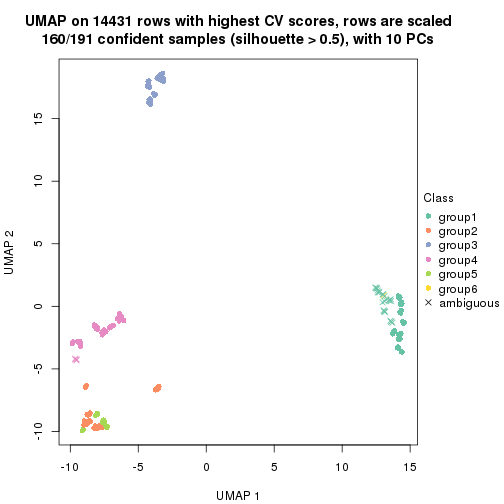 UMAP on 14431 rows with highest CV scores, rows are scaled
160/191 confident samples (silhouette > 0.5), with 10 PCs
UMAP 2
15
10
5
0
-5
-10
-10
-5
0
5
10
15
UMAP 1
Class
group1
group2
group3
group4
group5
group6
ambiguous